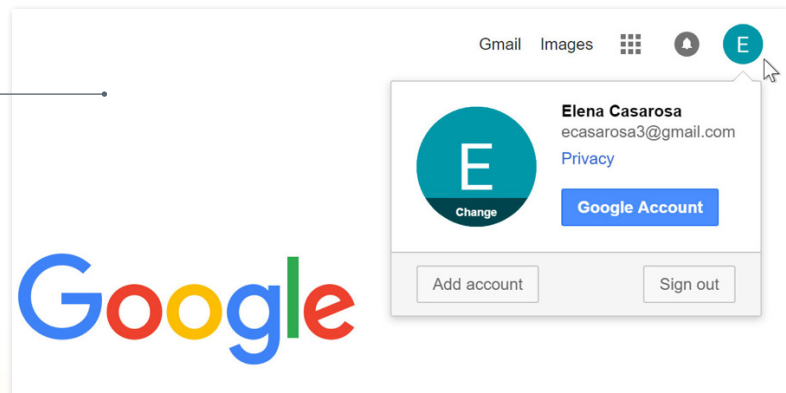 Gmail Images E
Elena Casarosa
ecasarosa3@gmail.com
Privacy
E
Change
Google Account
Add account Sign out
Google